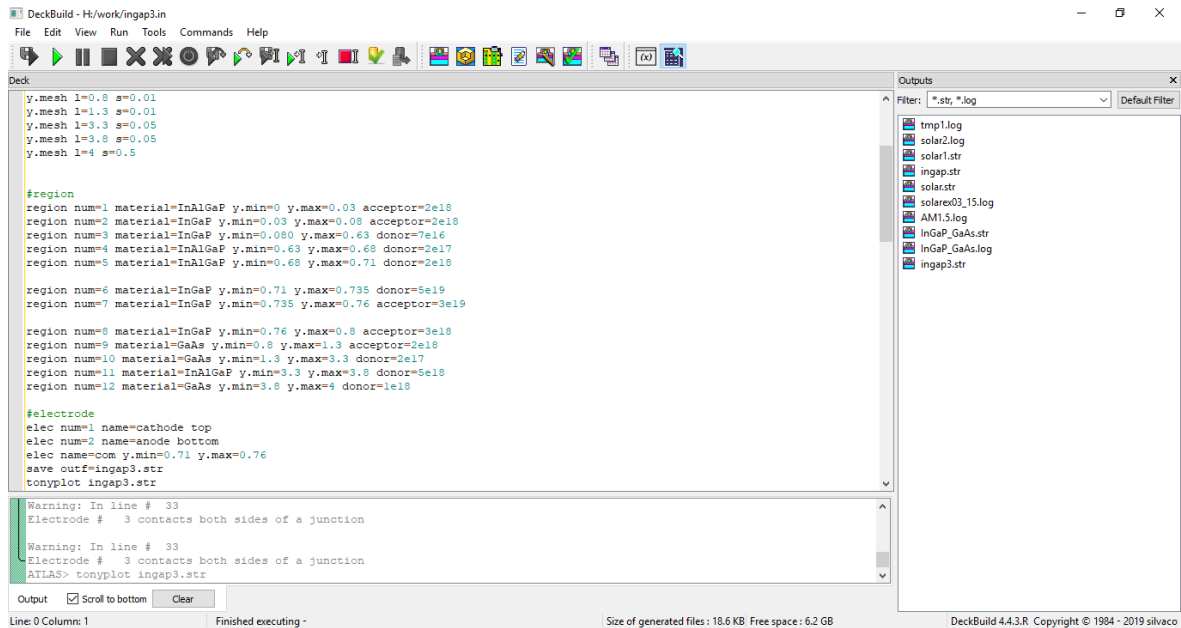 DeckBuild - H:/work/ingap3.in
File Edit View Run Tools Commands Help
Deck
y.mesh l=0.8 s=0.01
y.mesh l=1.3 s=0.01
y.mesh l=3.3 s=0.05
y.mesh l=3.8 s=0.05
y.mesh l=4 s=0.5
#region
region num=1 material=InAlGaP y.min=0 y.max=0.03 acceptor=2e18
region num=2 material=InGaP y.min=0.03 y.max=0.08 acceptor=2e18
region num=3 material=InGaP y.min=0.080 y.max=0.63 donor=7e16
region num=4 material=InAlGaP y.min=0.63 y.max=0.68 donor=2e17
region num=5 material=InAlGaP y.min=0.68 y.max=0.71 donor=2e18
region num=6 material=InGaP y.min=0.71 y.max=0.735 donor=5e19
region num=7 material=InGaP y.min=0.735 y.max=0.76 acceptor=3e19
region num=8 material=InGaP y.min=0.76 y.max=0.8 acceptor=3e18
region num=9 material=GaAs y.min=0.8 y.max=1.3 acceptor=2e18
region num=10 material=GaAs y.min=1.3 y.max=3.3 donor=2e17
region num=11 material=InAlGaP y.min=3.3 y.max=3.8 donor=5e18
region num=12 material=GaAs y.min=3.8 y.max=4 donor=1e18
#electrode
elec num=1 name=cathode top
elec num=2 name=anode bottom
elec name=com y.min=0.71 y.max=0.76
save outf=ingap3.str
tonyplot ingap3.str
Warning: In line # 33
Electrode # 3 contacts both sides of a junction
Warning: In line # 33
Electrode # 3 contacts both sides of a junction
ATLAS> tonyplot ingap3.str
Output Scroll to bottom Clear
Outputs
Filter: *.str, *.log Default Filter
tmp1.log
solar2.log
solar1.str
ingap.str
solar.str
solarex03_15.log
AM1.5.log
InGaP_GaAs.str
InGaP_GaAs.log
ingap3.str
Line: 0 Column: 1 Finished executing - Size of generated files : 18.6 KB Free space : 6.2 GB DeckBuild 4.4.3.R Copyright © 1984 - 2019 silvaco